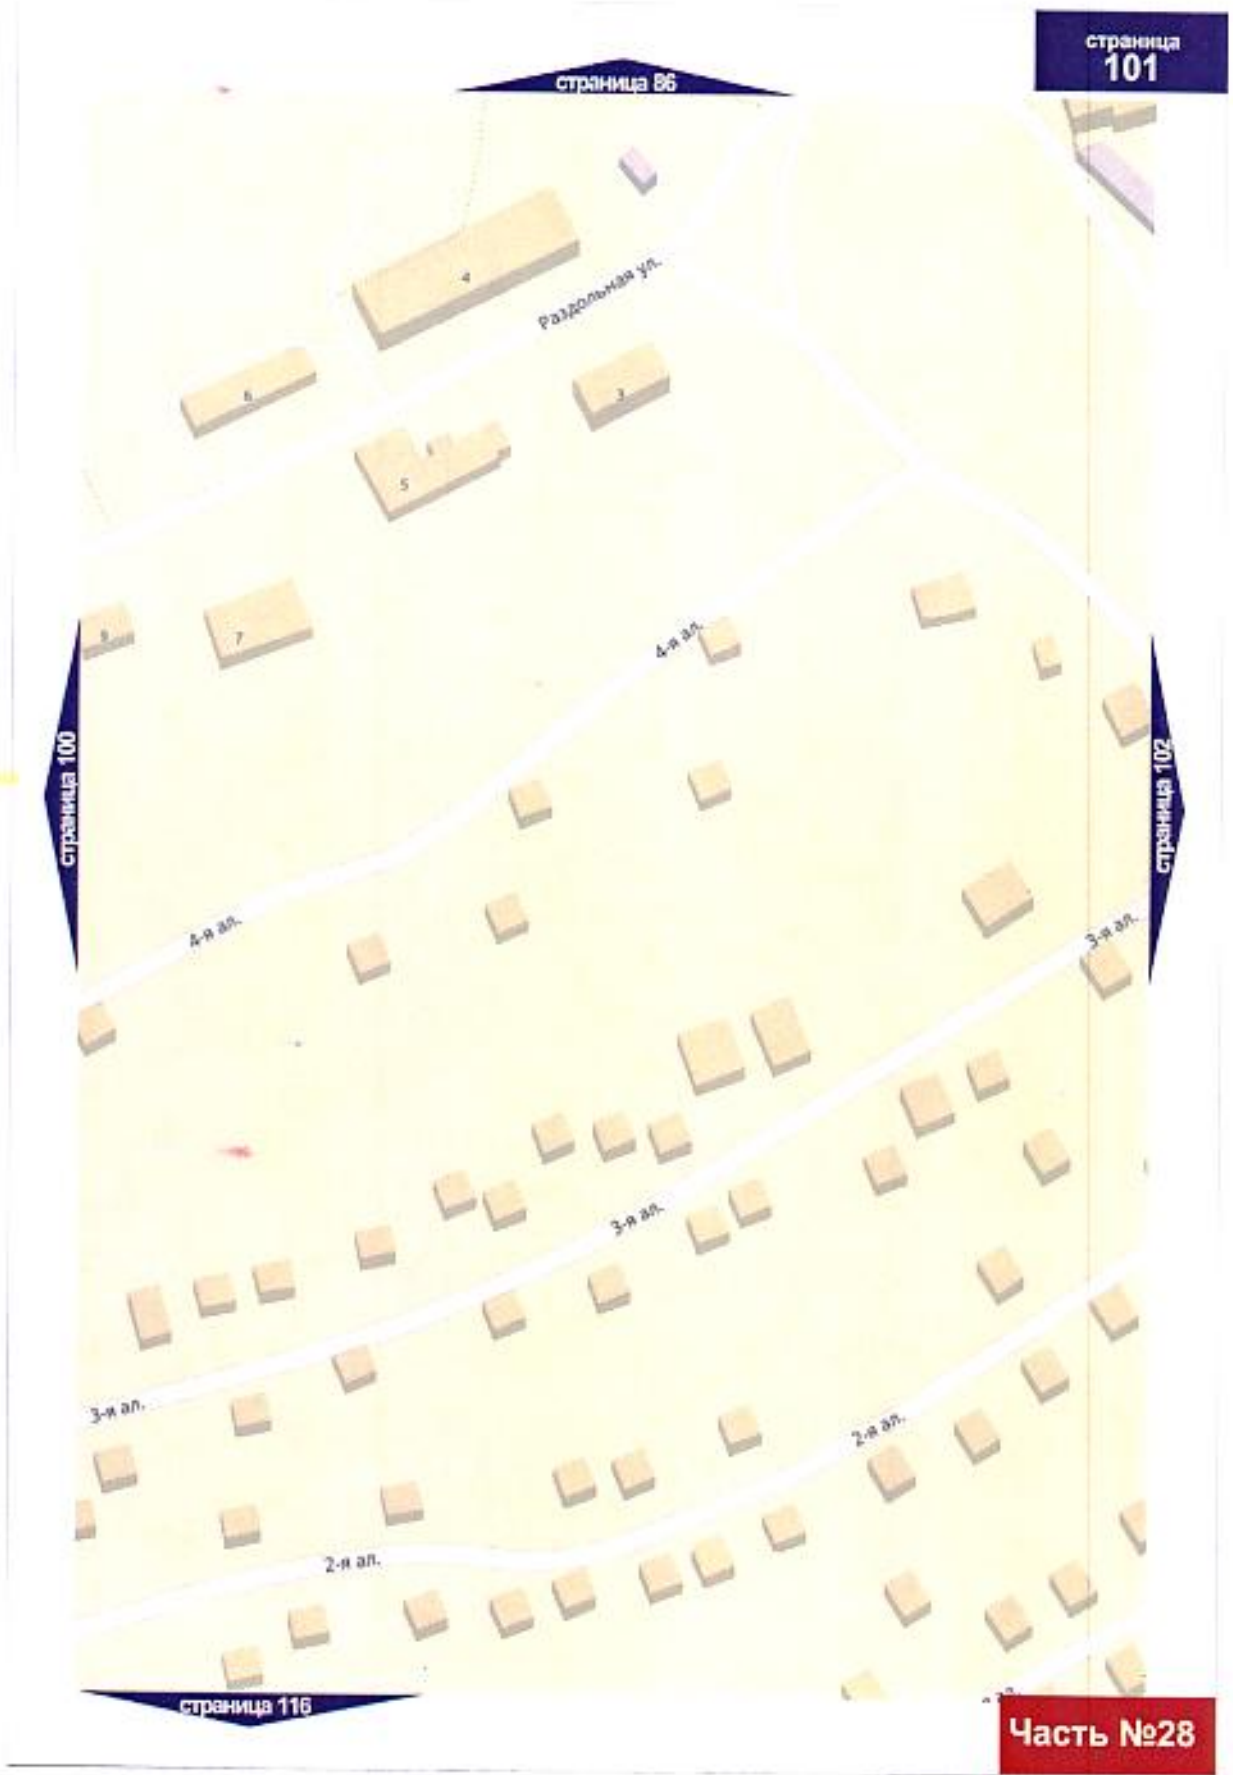 страница
101
страница 86
4
Раздольная ул.
6
3
5
7
4-я ал.
страница 100
страница 102
4-я ал.
3-я ал.
3-я ал.
3-я ал.
2-я ал.
2-я ал.
страница 116
Часть №28